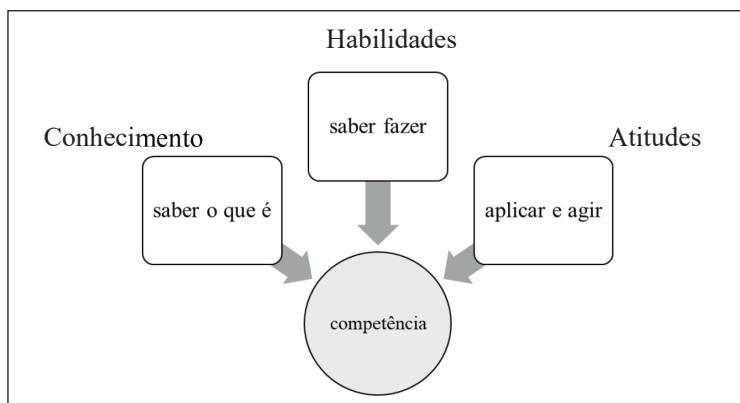 Habilidades
saber fazer
Conhecimento
saber o que é
Atitudes
aplicar e agir
competência